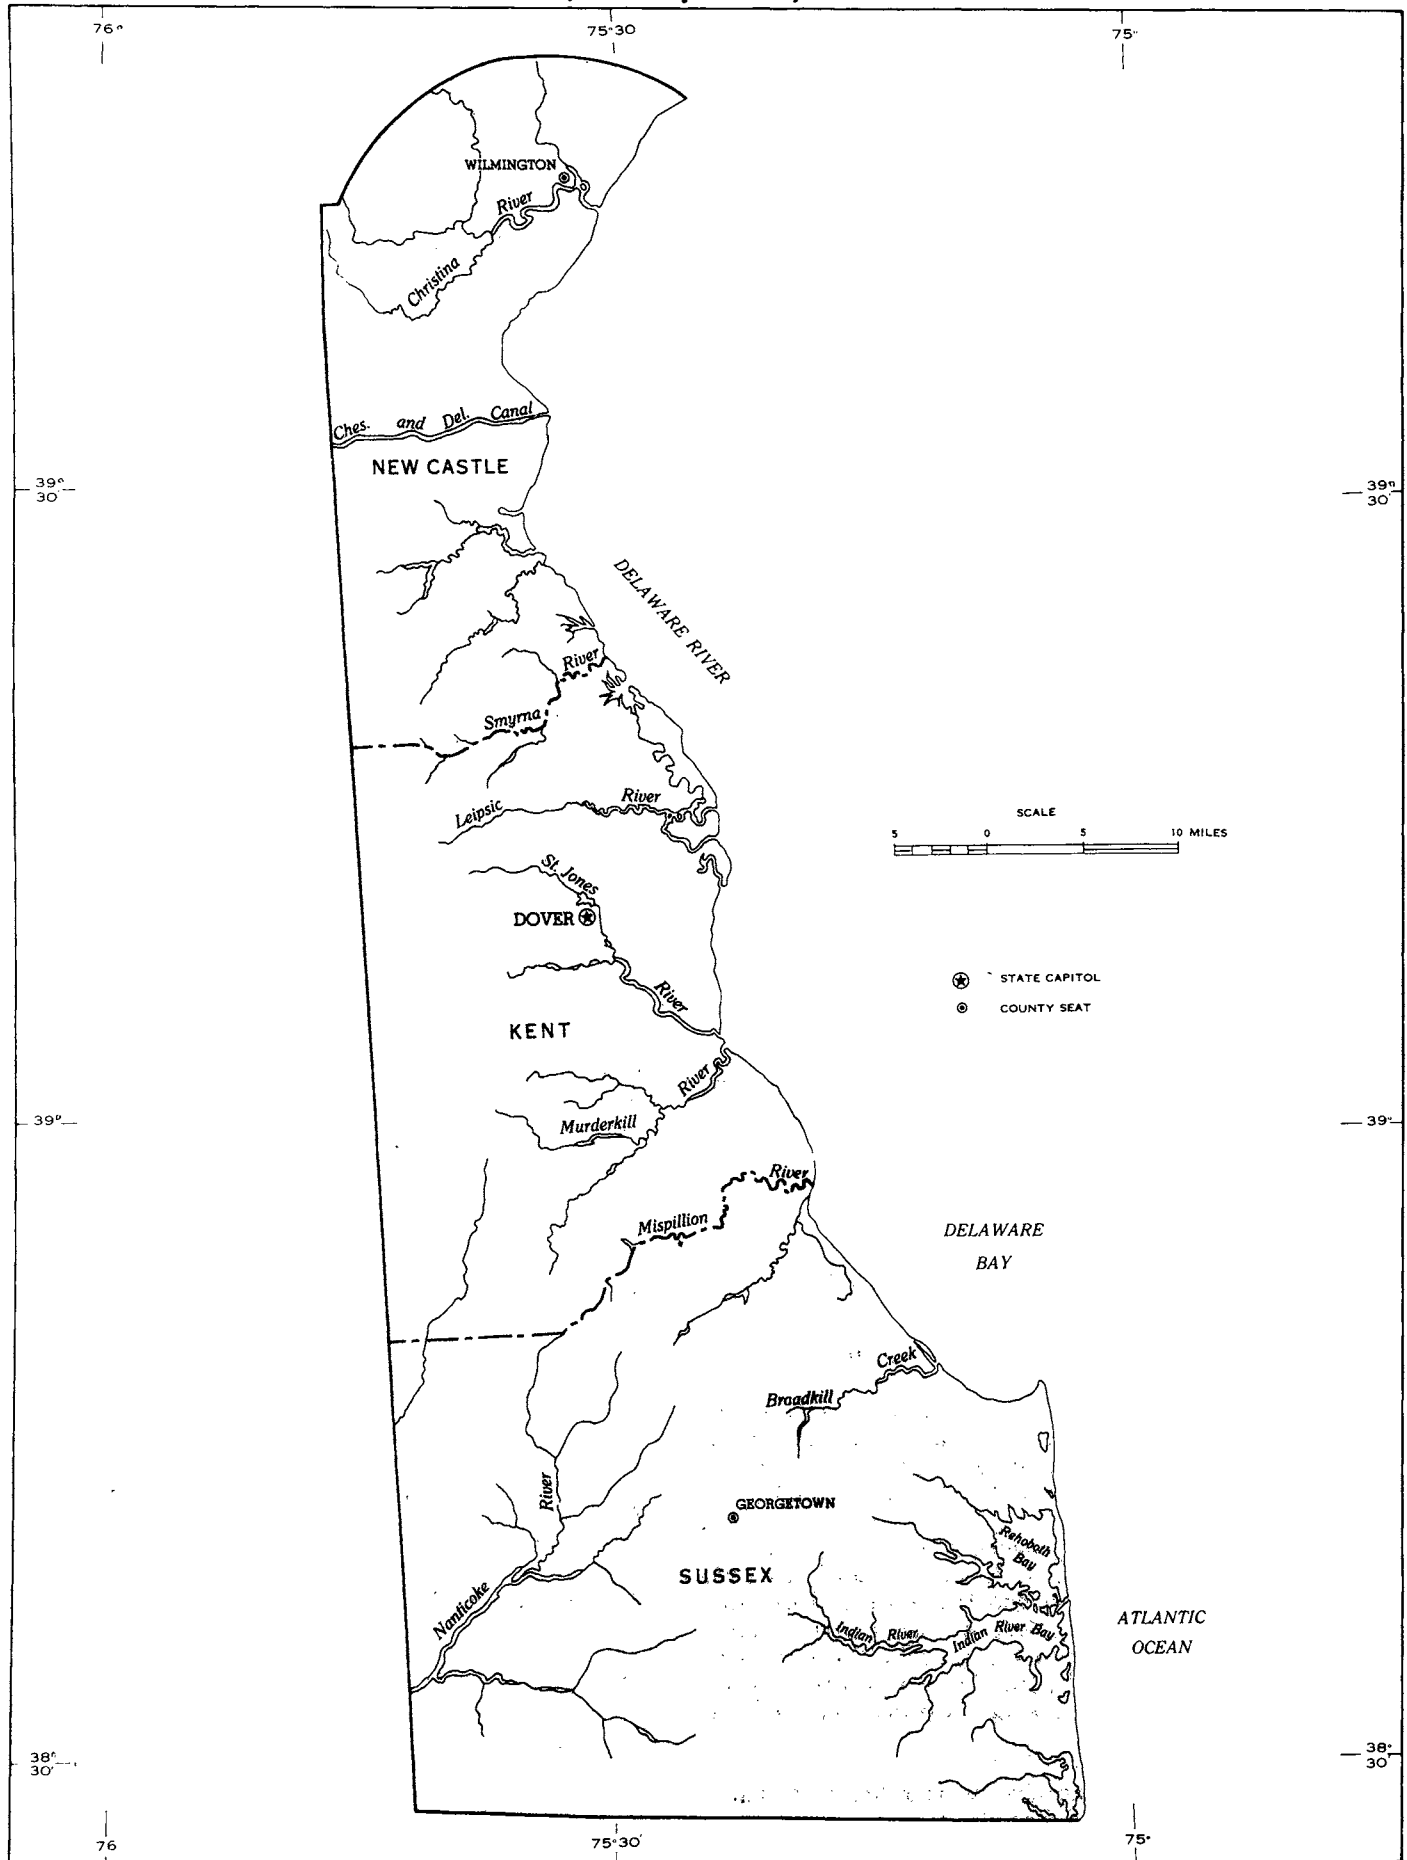 76°
75°30
75°
WILMINGTON
River
Christina
Ches. and Del. Canal
NEW CASTLE
39°
30'
39°
30'
DELAWARE RIVER
River
Smyrna
Leipsic
River
SCALE
5 0 5 10 MILES
St. Jones
DOVER
River
STATE CAPITOL
COUNTY SEAT
KENT
River
Murderkill
39°
39°
River
Mispillion
DELAWARE
BAY
Creek
Broadkill
River
GEORGETOWN
Rehoboth
Bay
SUSSEX
Nanticoke
Indian River
Indian River Bay
ATLANTIC
OCEAN
38°
30'
38°
30'
76
75°30'
75°